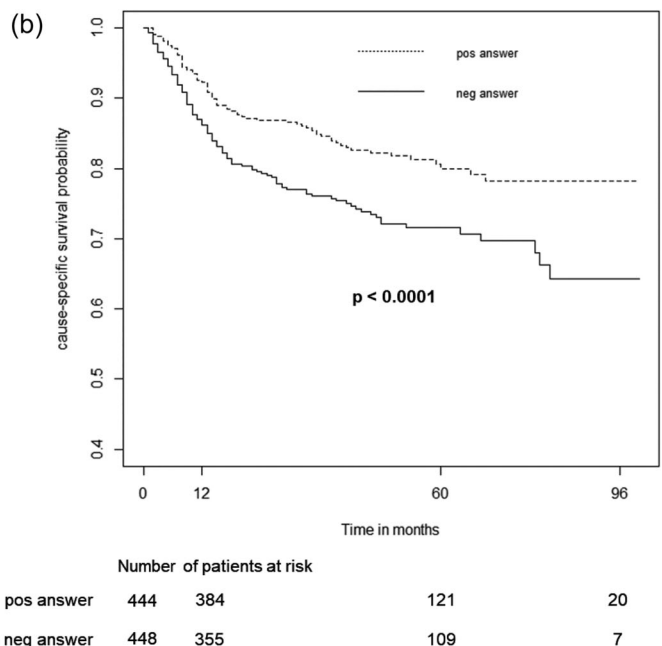 (b)
pos answer
neg answer
cause-specific survival probability
1.0
0.9
0.8
0.7
0.6
0.5
0.4
p < 0.0001
0 12 60 96
Time in months
Number of patients at risk
pos answer 444 384 121 20
neg answer 448 355 109 7